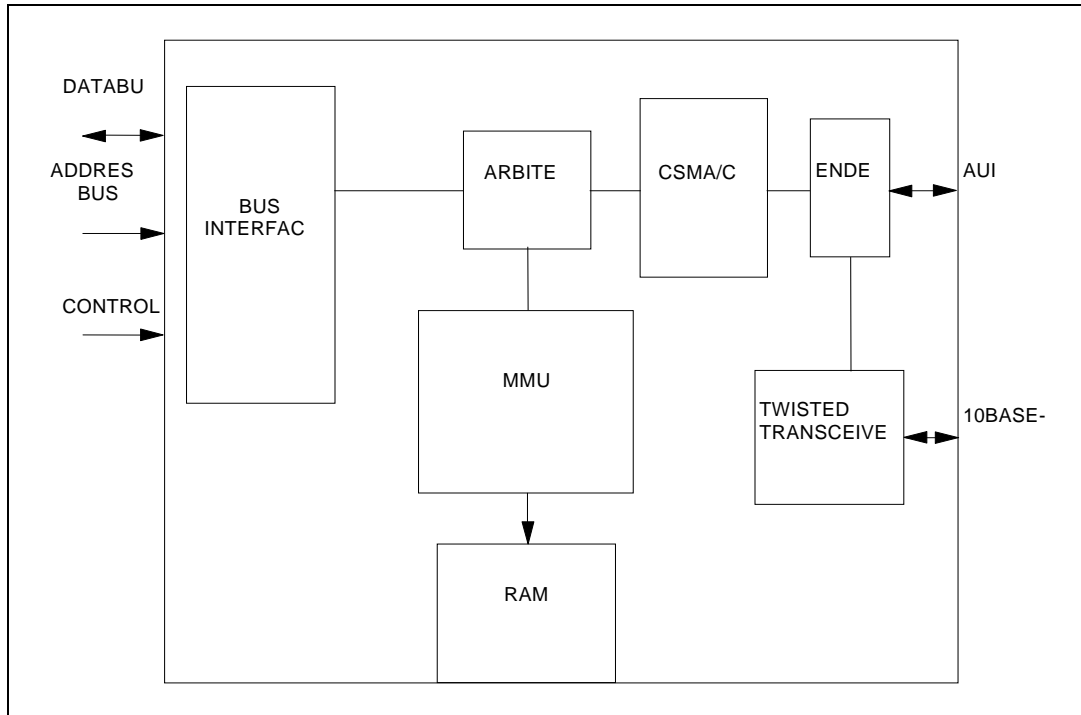 DATABU
ADDRES
BUS
CONTROL
BUS
INTERFAC
ARBITE
CSMA/C
ENDE
AUI
MMU
TWISTED
TRANSCEIVE
10BASE-
RAM